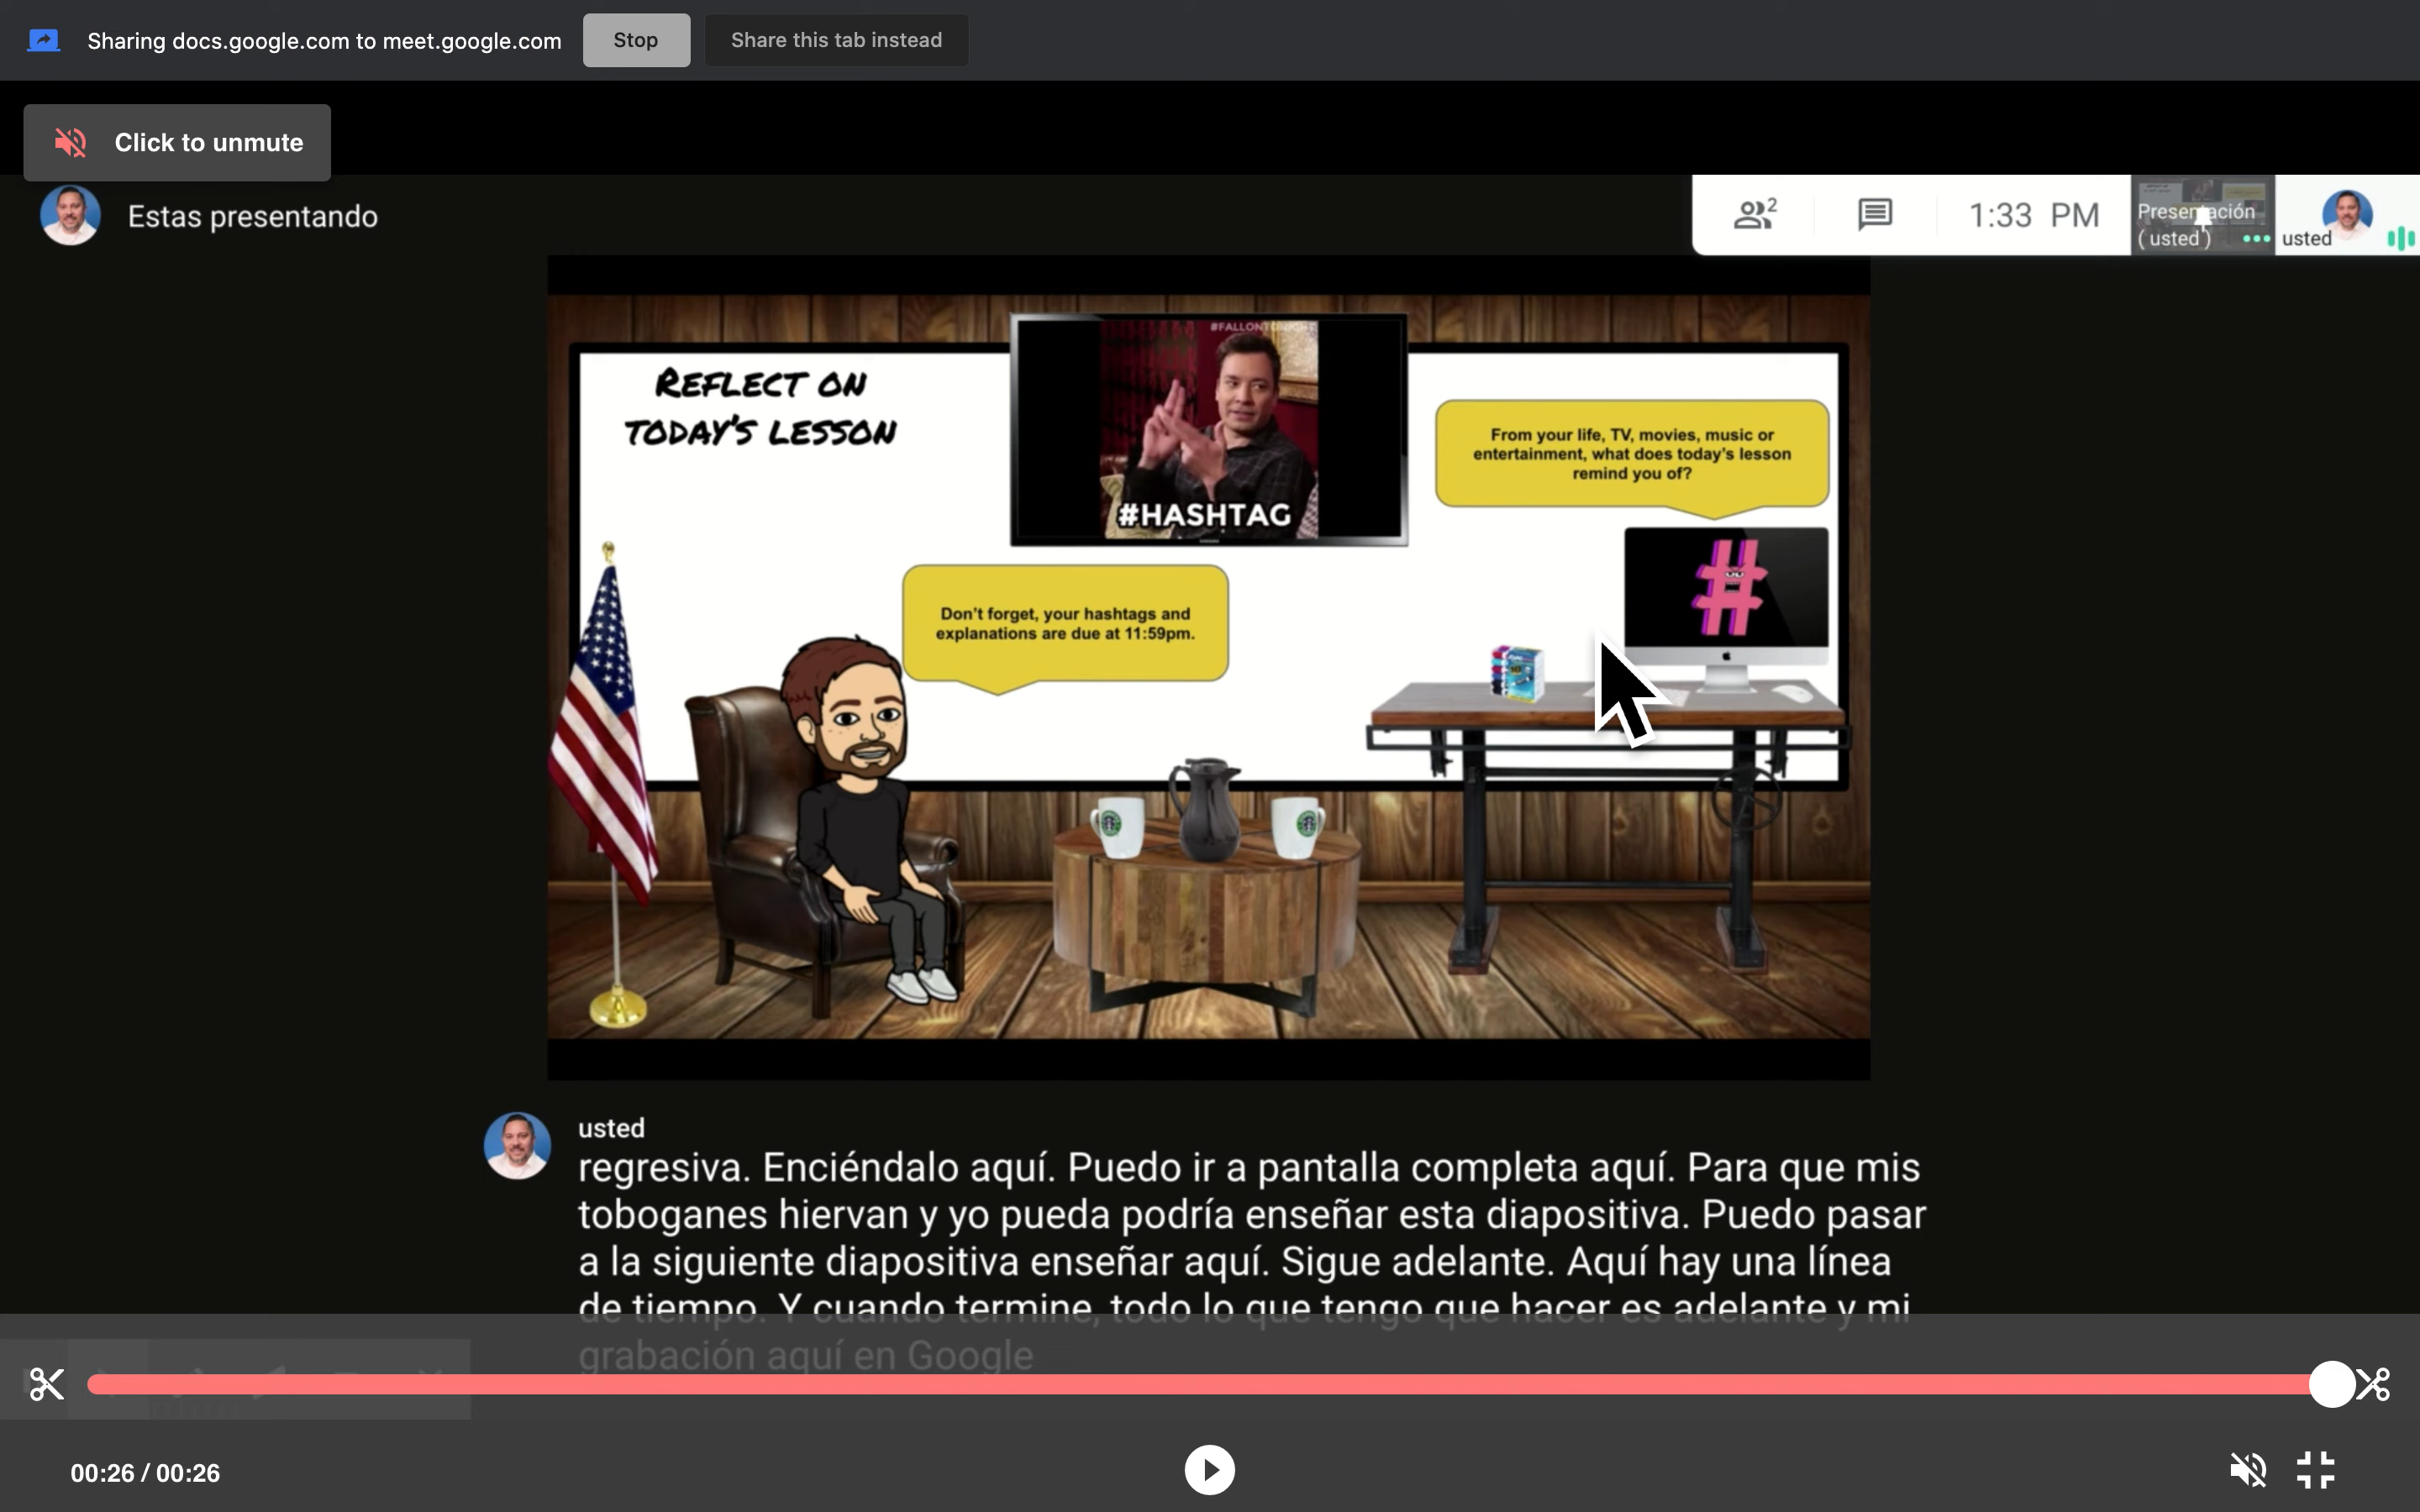 Sharing docs.google.com to meet.google.com
Stop
Share this tab instead
Click to unmute
Estas presentando
2
1:33 PM
Presentación
( usted )
usted
#FALLONTONIGHT
REFLECT ON
TODAY'S LESSON
#HASHTAG
From your life, TV, movies, music or
entertainment, what does today's lesson
remind you of?
#
Don't forget, your hashtags and
explanations are due at 11:59pm.
usted
regresiva. Enciéndalo aquí. Puedo ir a pantalla completa aquí. Para que mis
toboganes hiervan y yo pueda podría enseñar esta diapositiva. Puedo pasar
a la siguiente diapositiva enseñar aquí. Sigue adelante. Aquí hay una línea
de tiempo. Y cuando termine, todo lo que tengo que hacer es adelante y mi
grabación aquí en Google
00:26 / 00:26